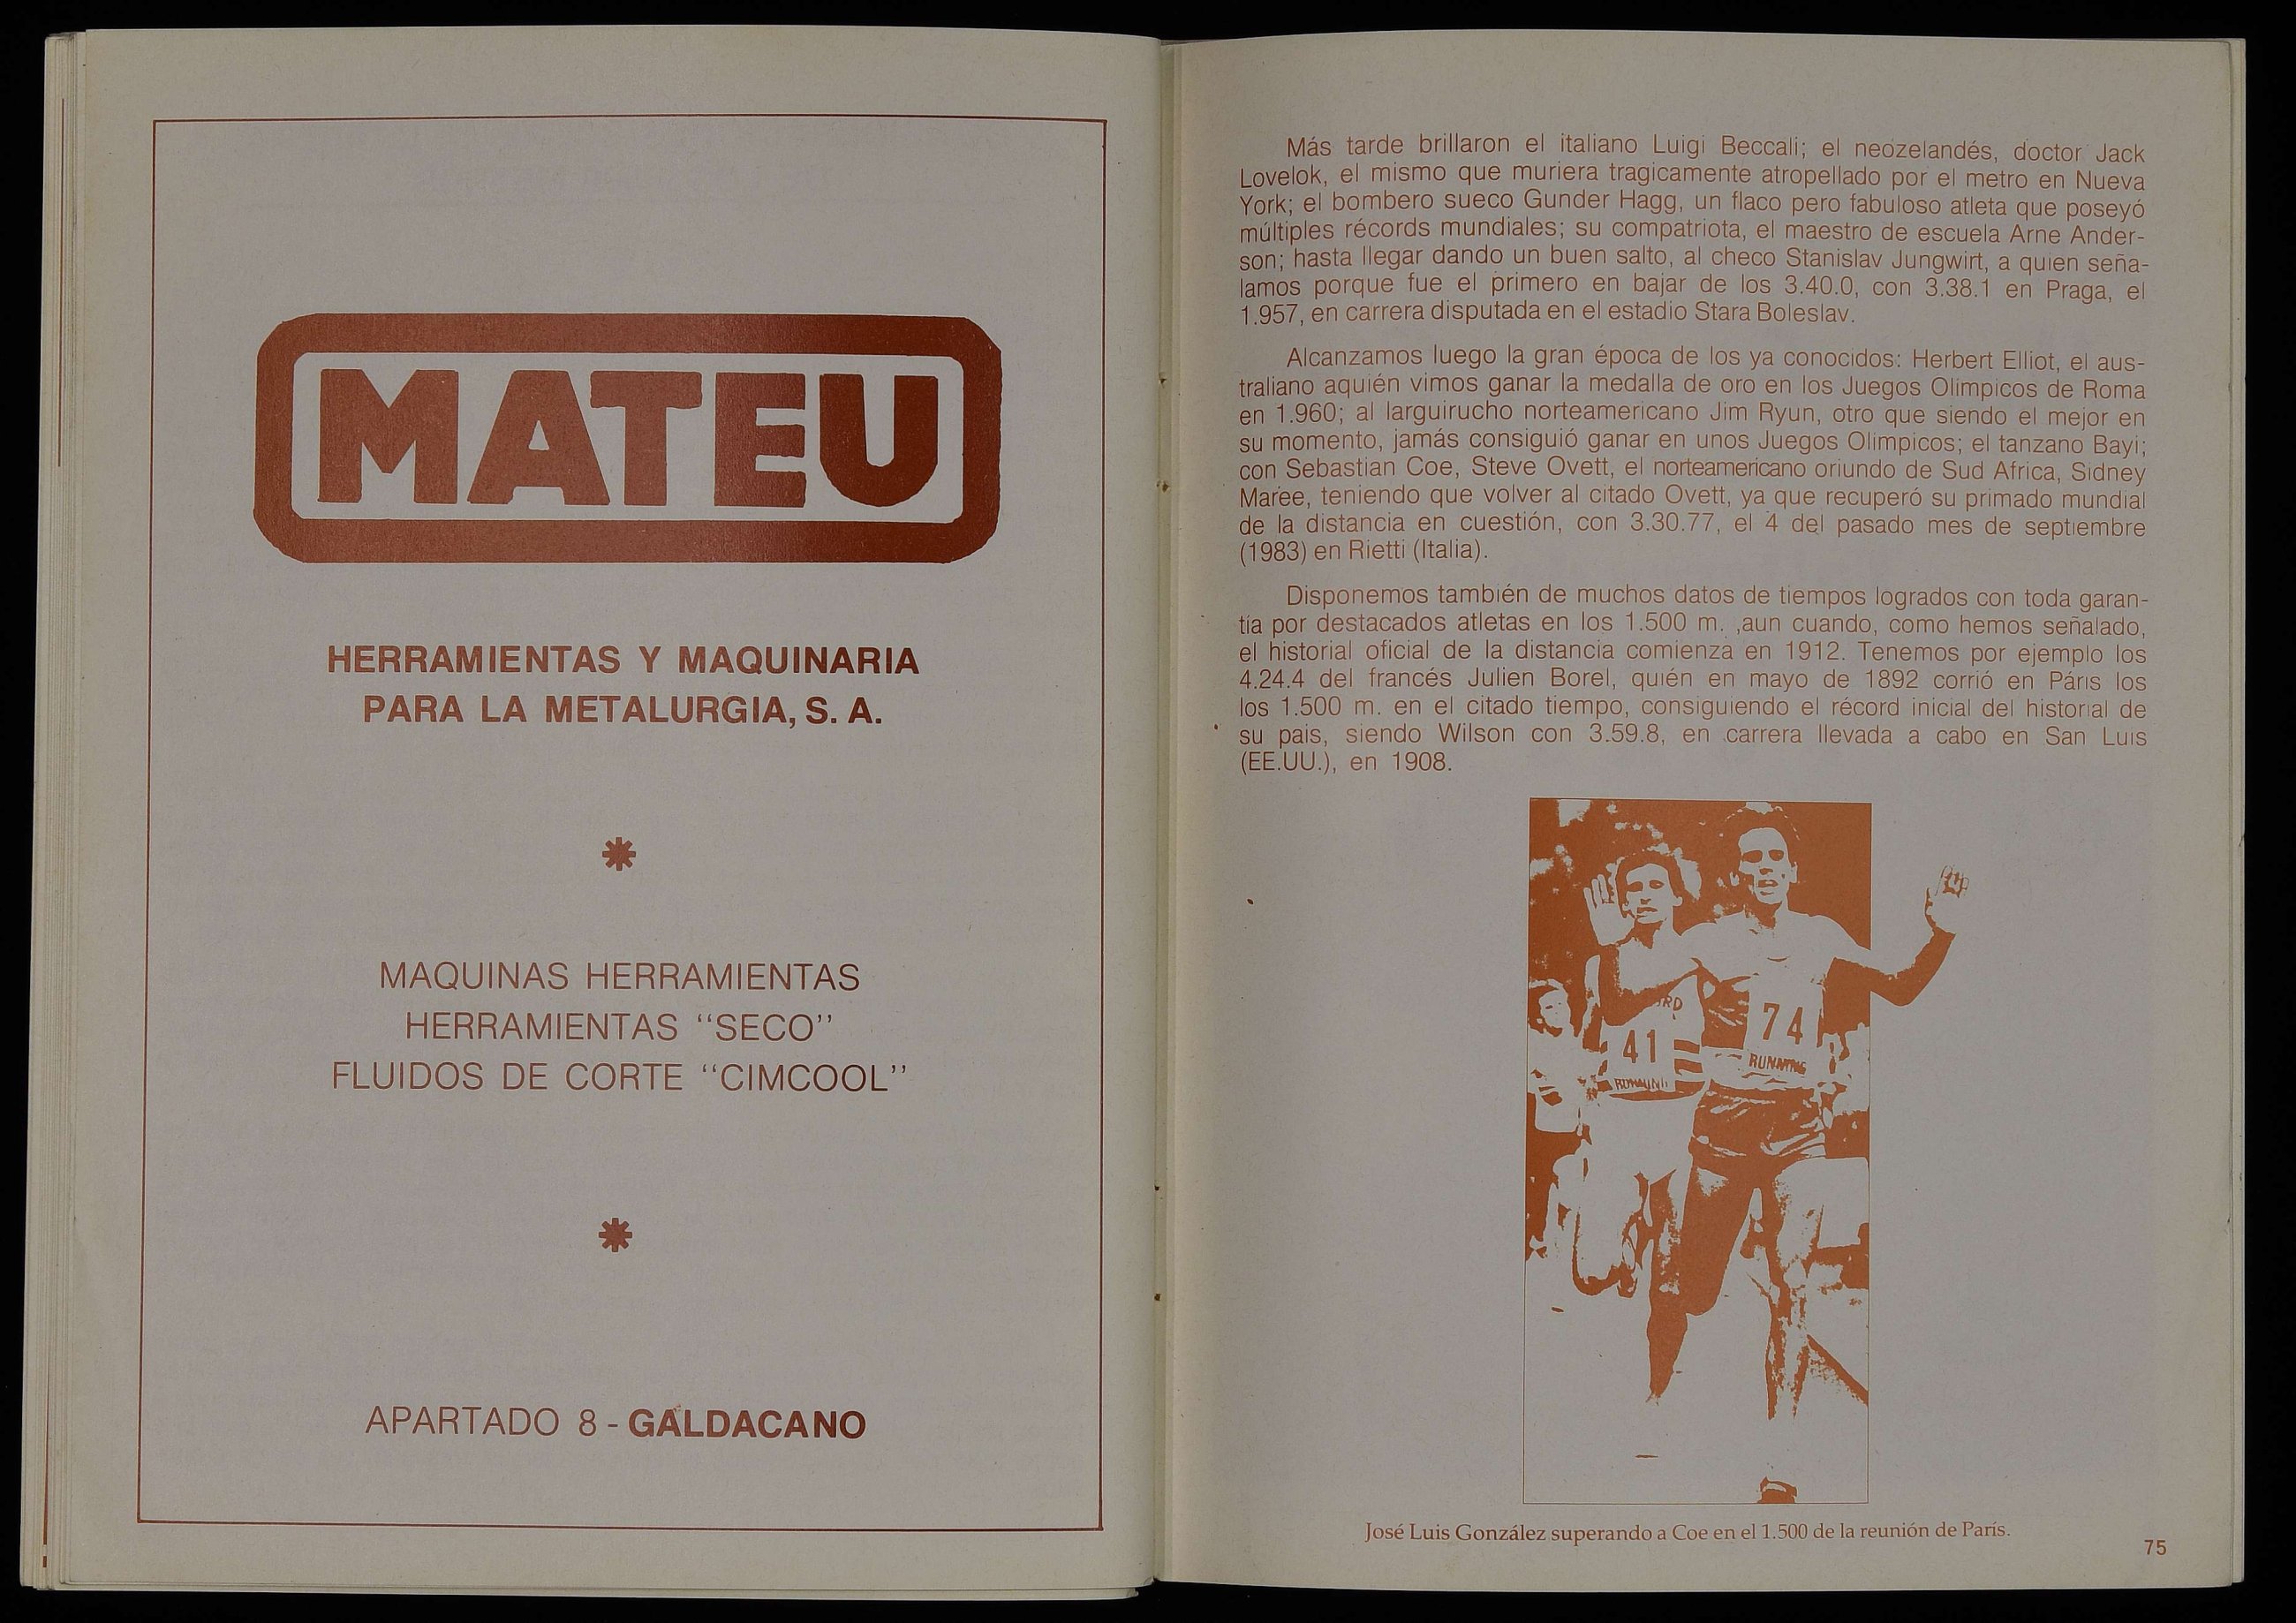 MATEU
HERRAMIENTAS Y MAQUINARIA
PARA LA METALURGIA, S. A.
*
MAQUINAS HERRAMIENTAS
HERRAMIENTAS "SECO"
FLUIDOS DE CORTE "CIMCOOL"
*
APARTADO 8 - GALDACANO
Más tarde brillaron el italiano Luigi Beccali; el neozelandés, doctor Jack
Lovelok, el mismo que muriera tragicamente atropellado por el metro en Nueva
York; el bombero sueco Gunder Hagg, un flaco pero fabuloso atleta que poseyó
múltiples récords mundiales; su compatriota, el maestro de escuela Arne Ander-
son; hasta llegar dando un buen salto, al checo Stanislav Jungwirt, a quien seña-
lamos porque fue el primero en bajar de los 3.40.0, con 3.38.1 en Praga, el
1.957, en carrera disputada en el estadio Stara Boleslav.
Alcanzamos luego la gran época de los ya conocidos: Herbert Elliot, el aus-
traliano aquién vimos ganar la medalla de oro en los Juegos Olimpicos de Roma
en 1.960; al larguirucho norteamericano Jim Ryun, otro que siendo el mejor en
su momento, jamás consiguió ganar en unos Juegos Olimpicos; el tanzano Bayi;
con Sebastian Coe, Steve Ovett, el norteamericano oriundo de Sud Africa, Sidney
Maree, teniendo que volver al citado Ovett, ya que recuperó su primado mundial
de la distancia en cuestión, con 3.30.77, el 4 del pasado mes de septiembre
(1983) en Rietti (Italia).
Disponemos también de muchos datos de tiempos logrados con toda garan-
tía por destacados atletas en los 1.500 m. ,aun cuando, como hemos señalado,
el historial oficial de la distancia comienza en 1912. Tenemos por ejemplo los
4.24.4 del francés Julien Borel, quién en mayo de 1892 corrió en Páris los
los 1.500 m. en el citado tiempo, consiguiendo el récord inicial del historial de
su pais, siendo Wilson con 3.59.8, en carrera llevada a cabo en San Luis
(EE.UU.), en 1908.
74
41
RUNNING
José Luis González superando a Coe en el 1.500 de la reunión de París.
75